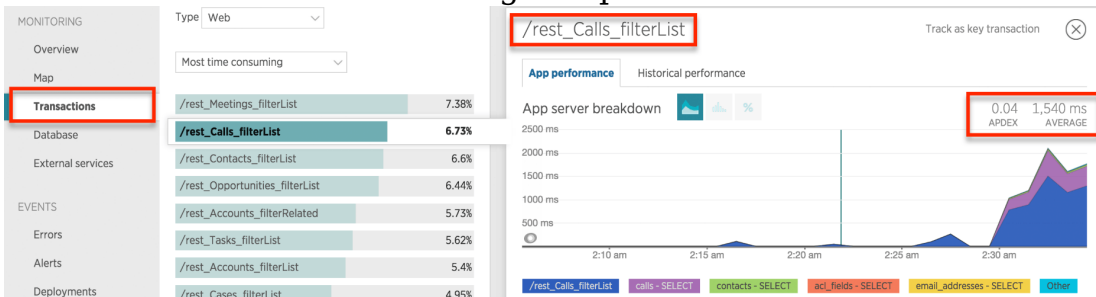 MONITORING
Overview
Map
Transactions
Database
External services
EVENTS
Errors
Alerts
Deployments
Type Web
Most time consuming
/rest_Meetings_filterList 7.38%
/rest_Calls_filterList 6.73%
/rest_Contacts_filterList 6.6%
/rest_Opportunities_filterList 6.44%
/rest_Accounts_filterRelated 5.73%
/rest_Tasks_filterList 5.62%
/rest_Accounts_filterList 5.4%
/rest_Cases_filterList 4.95%
/rest_Calls_filterList
Track as key transaction
App performance Historical performance
App server breakdown %
0.04 1,540 ms
APDEX AVERAGE
2500 ms
2000 ms
1500 ms
1000 ms
500 ms
2:10 am 2:15 am 2:20 am 2:25 am 2:30 am
/rest_Calls_filterList calls - SELECT contacts - SELECT acl_fields - SELECT email_addresses - SELECT Other